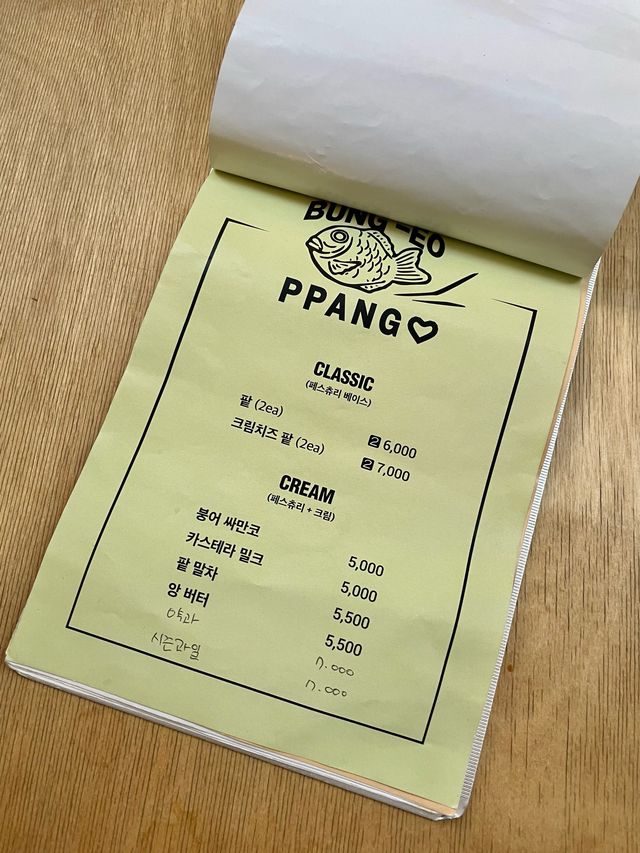 BUNG-EO
PPANG♡
CLASSIC
(페스츄리 베이스)
팥 (2ea) 2 6,000
크림치즈 팥 (2ea) 2 7,000
CREAM
(페스츄리 + 크림)
붕어 싸만코 5,000
카스테라 밀크 5,000
팥 말차 5,500
앙 버터 5,500
약과 7.000
시즌과일 7.000